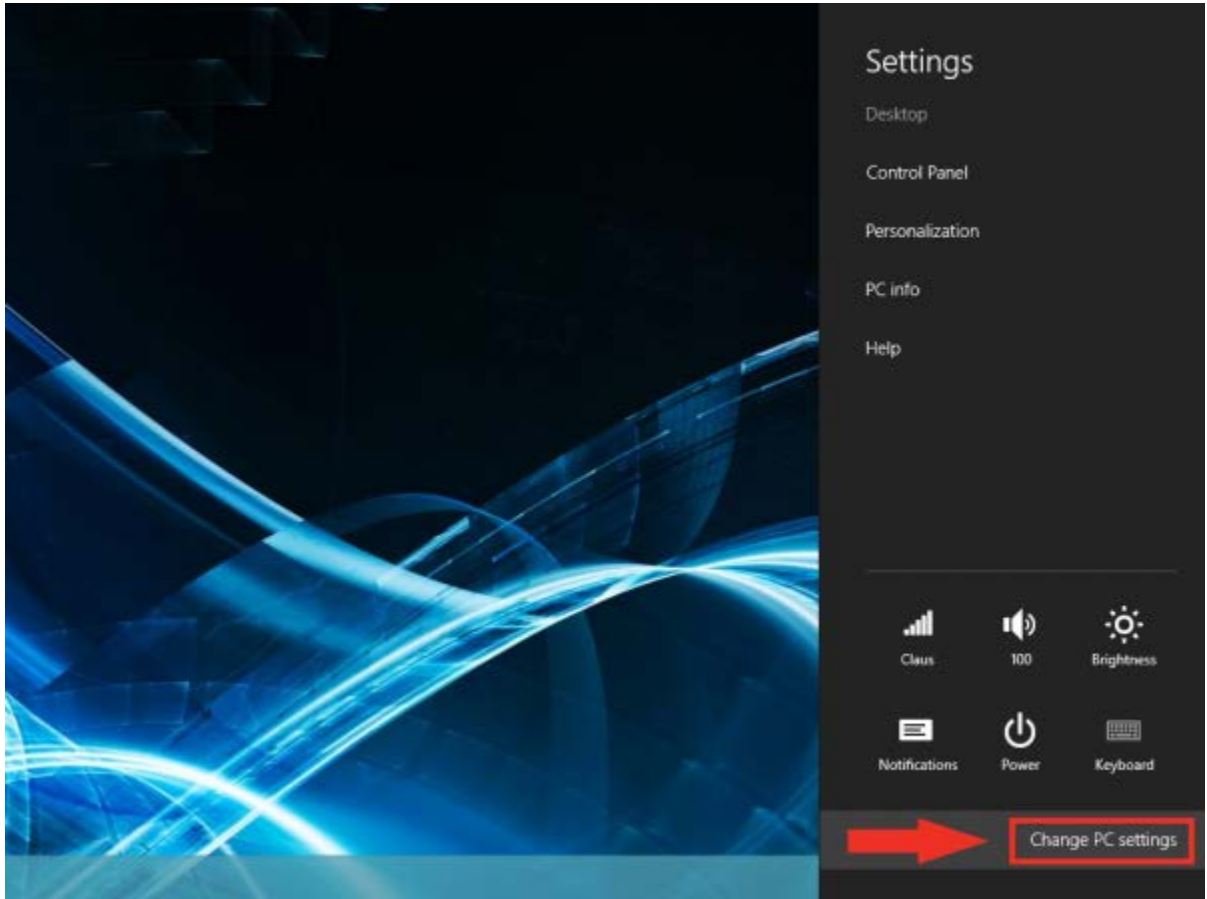 Settings
Desktop
Control Panel
Personalization
PC info
Help
Claus 100 Brightness
Notifications Power Keyboard
Change PC settings